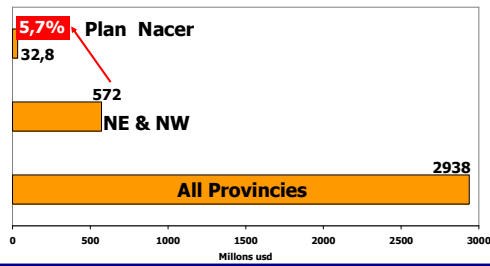 5,7% Plan Nacer
32,8
572
NE & NW
2938
All Provincies
0 500 1000 1500 2000 2500 3000
Millons usd